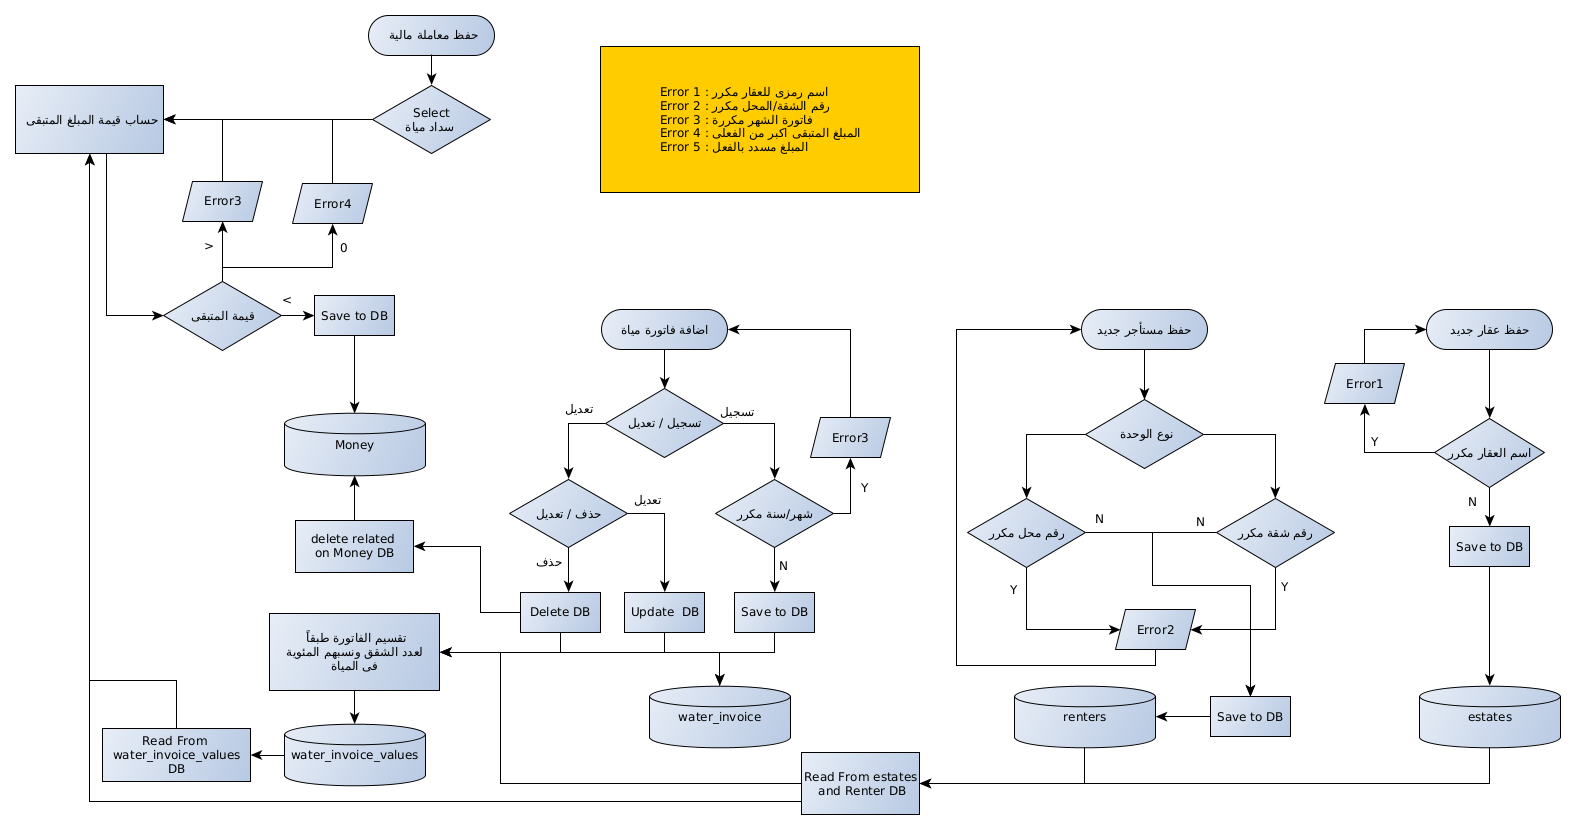 حفظ معاملة مالية
Select
سداد مياة
حساب قيمة المبلغ المتبقى
Error3
Error4
>
0
قيمة المتبقى
<
Save to DB
Money
delete related
on Money DB
Error 1 : اسم رمزى للعقار مكرر
Error 2 : رقم الشقة/المحل مكرر
Error 3 : فاتورة الشهر مكررة
Error 4 : المبلغ المتبقى اكبر من الفعلى
Error 5 : المبلغ مسدد بالفعل
اضافة فاتورة مياة
تسجيل / تعديل
تعديل
تسجيل
Error3
Y
حذف / تعديل
تعديل
حذف
شهر/سنة مكرر
N
Delete DB
Update DB
Save to DB
تقسيم الفاتورة طبقاً
لعدد الشقق ونسبهم المئوية
فى المياة
water_invoice
water_invoice_values
Read From
water_invoice_values
DB
حفظ مستأجر جديد
نوع الوحدة
رقم محل مكرر
N
N
رقم شقة مكرر
Y
Y
Error2
Save to DB
renters
Read From estates
and Renter DB
حفظ عقار جديد
Error1
Y
اسم العقار مكرر
N
Save to DB
estates